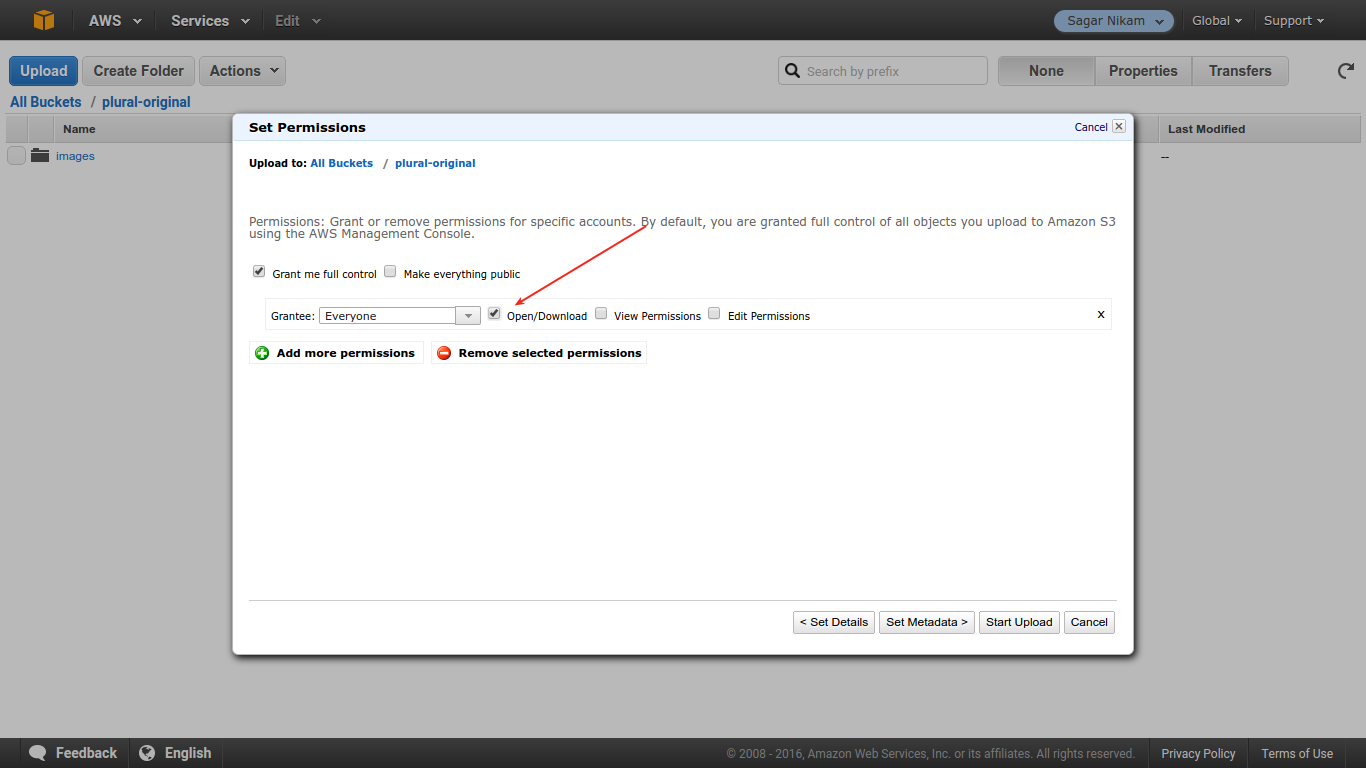 AWS Services Edit Sagar Nikam Global Support
Upload Create Folder Actions Search by prefix None Properties Transfers
All Buckets / plural-original
Name Last Modified
images --
Set Permissions Cancel
Upload to: All Buckets / plural-original
Permissions: Grant or remove permissions for specific accounts. By default, you are granted full control of all objects you upload to Amazon S3
using the AWS Management Console.
Grant me full control Make everything public
Grantee: Everyone Open/Download View Permissions Edit Permissions x
Add more permissions Remove selected permissions
< Set Details Set Metadata > Start Upload Cancel
Feedback English © 2008 - 2016, Amazon Web Services, Inc. or its affiliates. All rights reserved. Privacy Policy Terms of Use